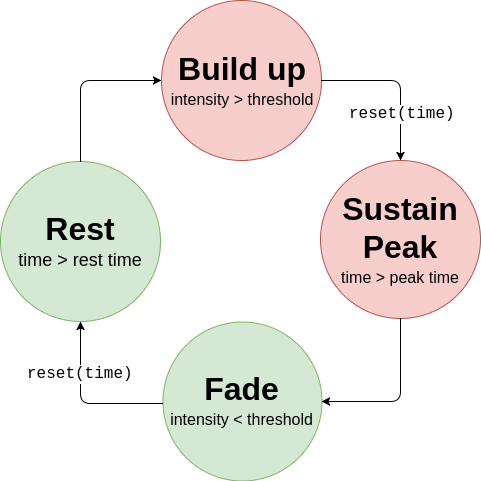 Build up
intensity > threshold
reset(time)
Sustain
Peak
time > peak time
Rest
time > rest time
reset(time)
Fade
intensity < threshold